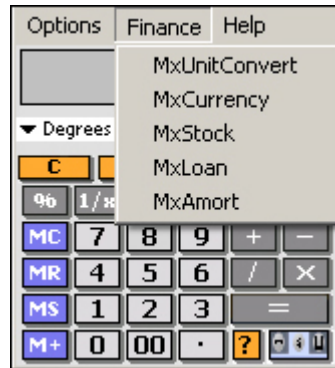 Options Finance Help
MxUnitConvert
MxCurrency
▼ Degrees
MxStock
C
MxLoan
% 1/x
MxAmort
MC 7 8 9 + −
MR 4 5 6 / ×
MS 1 2 3 =
M+ 0 00 · ?